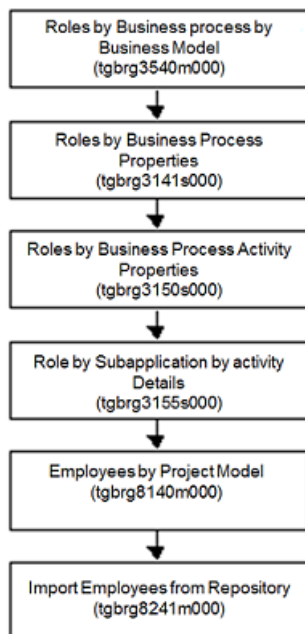 Roles by Business process by
Business Model
(tgbrg3540m000)
Roles by Business Process
Properties
(tgbrg3141s000)
Roles by Business Process Activity
Properties
(tgbrg3150s000)
Role by Subapplication by activity
Details
(tgbrg3155s000)
Employees by Project Model
(tgbrg8140m000)
Import Employees from Repository
(tgbrg8241m000)